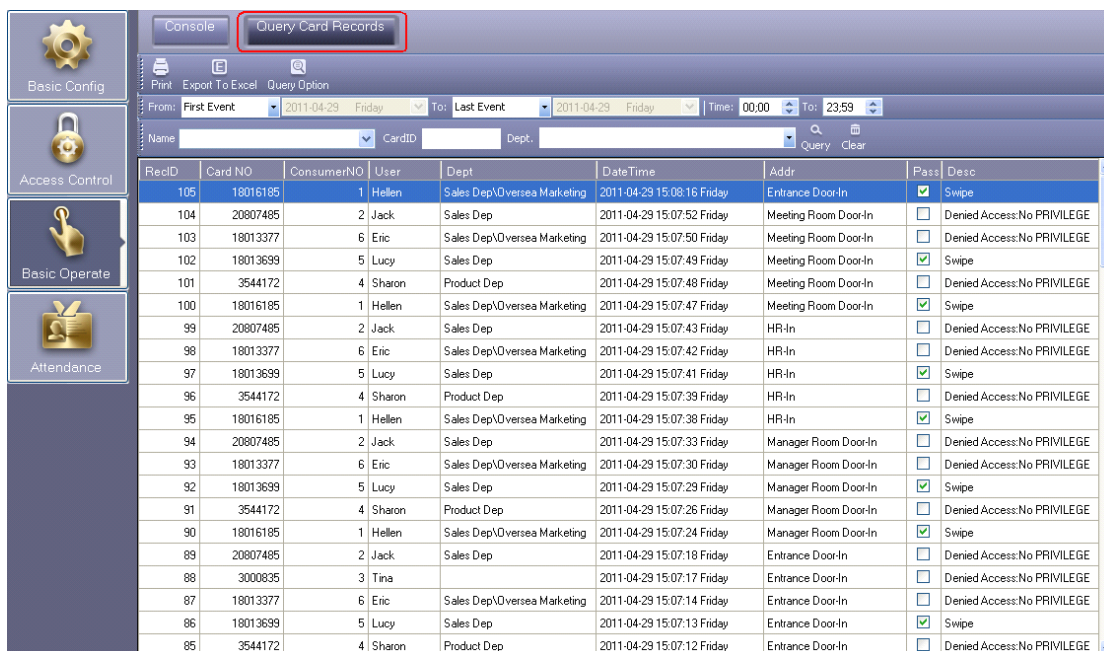 Console Query Card Records
Basic Config
Print Export To Excel Query Option
From: First Event 2011-04-29 Friday To: Last Event 2011-04-29 Friday Time: 00:00 To: 23:59
Name CardID Dept. Query Clear
Access Control
Basic Operate
Attendance
RecID Card NO ConsumerNO User Dept DateTime Addr Pass Desc
105 18016185 1 Hellen Sales Dep\Oversea Marketing 2011-04-29 15:08:16 Friday Entrance Door-In Swipe
104 20807485 2 Jack Sales Dep 2011-04-29 15:07:52 Friday Meeting Room Door-In Denied Access:No PRIVILEGE
103 18013377 6 Eric Sales Dep\Oversea Marketing 2011-04-29 15:07:50 Friday Meeting Room Door-In Denied Access:No PRIVILEGE
102 18013699 5 Lucy Sales Dep 2011-04-29 15:07:49 Friday Meeting Room Door-In Swipe
101 3544172 4 Sharon Product Dep 2011-04-29 15:07:48 Friday Meeting Room Door-In Denied Access:No PRIVILEGE
100 18016185 1 Hellen Sales Dep\Oversea Marketing 2011-04-29 15:07:47 Friday Meeting Room Door-In Swipe
99 20807485 2 Jack Sales Dep 2011-04-29 15:07:43 Friday HR-In Denied Access:No PRIVILEGE
98 18013377 6 Eric Sales Dep\Oversea Marketing 2011-04-29 15:07:42 Friday HR-In Denied Access:No PRIVILEGE
97 18013699 5 Lucy Sales Dep 2011-04-29 15:07:41 Friday HR-In Swipe
96 3544172 4 Sharon Product Dep 2011-04-29 15:07:39 Friday HR-In Denied Access:No PRIVILEGE
95 18016185 1 Hellen Sales Dep\Oversea Marketing 2011-04-29 15:07:38 Friday HR-In Swipe
94 20807485 2 Jack Sales Dep 2011-04-29 15:07:33 Friday Manager Room Door-In Denied Access:No PRIVILEGE
93 18013377 6 Eric Sales Dep\Oversea Marketing 2011-04-29 15:07:30 Friday Manager Room Door-In Denied Access:No PRIVILEGE
92 18013699 5 Lucy Sales Dep 2011-04-29 15:07:29 Friday Manager Room Door-In Swipe
91 3544172 4 Sharon Product Dep 2011-04-29 15:07:26 Friday Manager Room Door-In Denied Access:No PRIVILEGE
90 18016185 1 Hellen Sales Dep\Oversea Marketing 2011-04-29 15:07:24 Friday Manager Room Door-In Swipe
89 20807485 2 Jack Sales Dep 2011-04-29 15:07:18 Friday Entrance Door-In Denied Access:No PRIVILEGE
88 3000835 3 Tina 2011-04-29 15:07:17 Friday Entrance Door-In Denied Access:No PRIVILEGE
87 18013377 6 Eric Sales Dep\Oversea Marketing 2011-04-29 15:07:14 Friday Entrance Door-In Denied Access:No PRIVILEGE
86 18013699 5 Lucy Sales Dep 2011-04-29 15:07:13 Friday Entrance Door-In Swipe
85 3544172 4 Sharon Product Dep 2011-04-29 15:07:12 Friday Entrance Door-In Denied Access:No PRIVILEGE